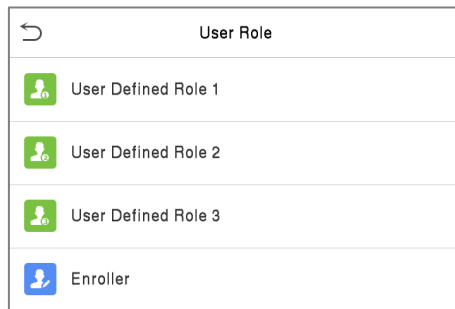 User Role
User Defined Role 1
User Defined Role 2
User Defined Role 3
Enroller